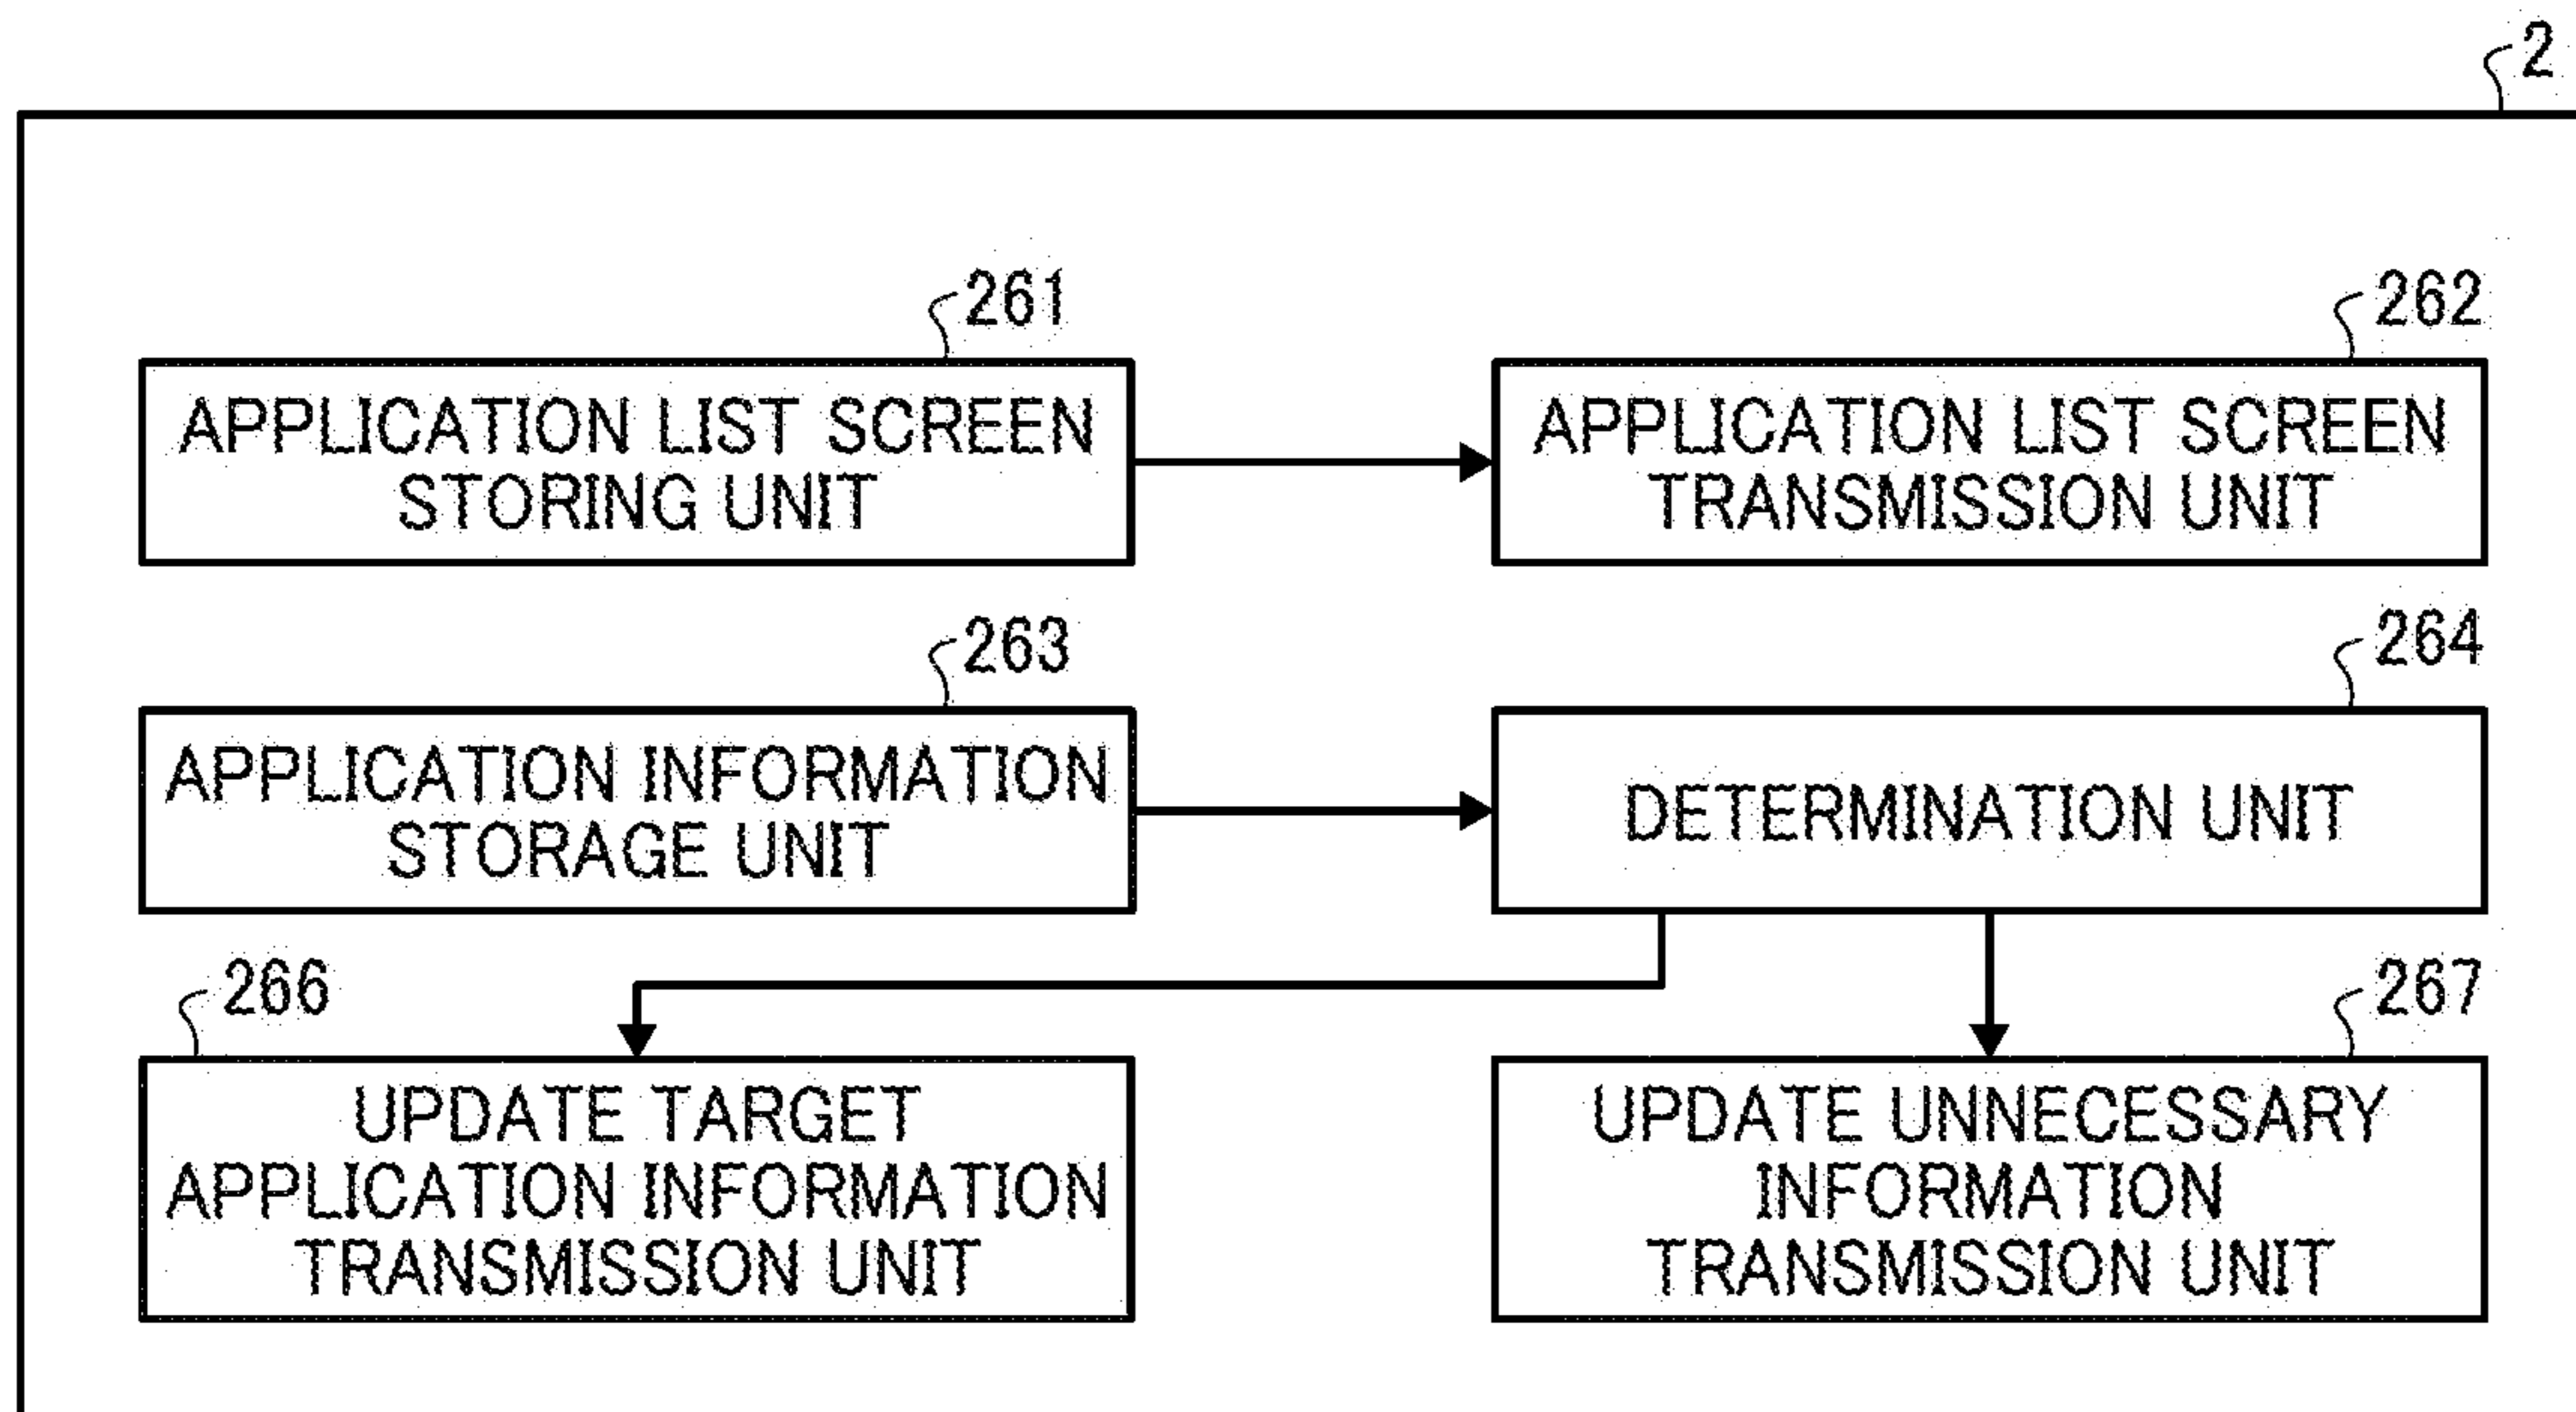 2
261
262
APPLICATION LIST SCREEN
STORING UNIT
APPLICATION LIST SCREEN
TRANSMISSION UNIT
263
264
APPLICATION INFORMATION
STORAGE UNIT
DETERMINATION UNIT
266
267
UPDATE TARGET
APPLICATION INFORMATION
TRANSMISSION UNIT
UPDATE UNNECESSARY
INFORMATION
TRANSMISSION UNIT